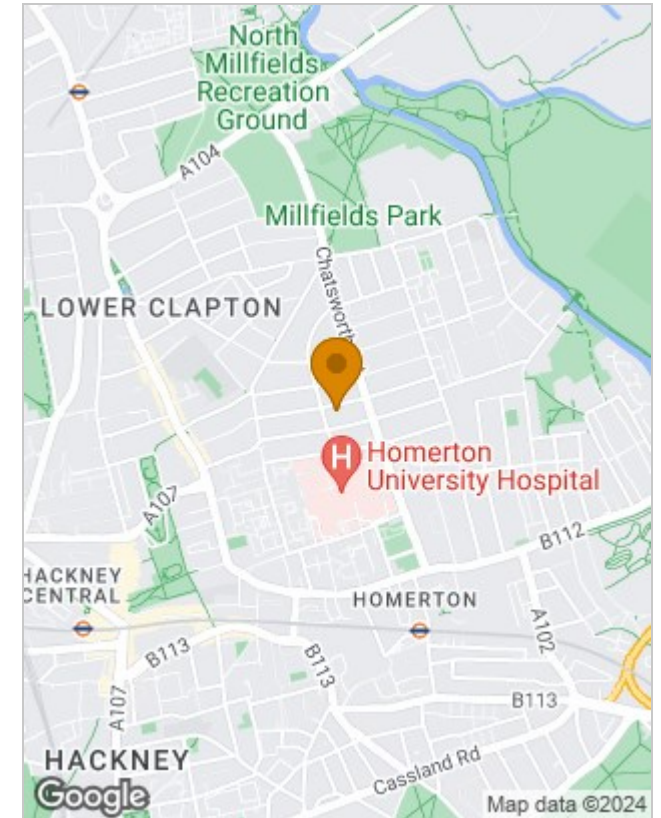 North
Millfields
Recreation
Ground
A104
Millfields Park
Chatsworth
LOWER CLAPTON
H
Homerton
University Hospital
A107
B112
HACKNEY
CENTRAL
HOMERTON
A102
B113
B113
A107
B113
HACKNEY
Cassland Rd
Google
Map data ©2024